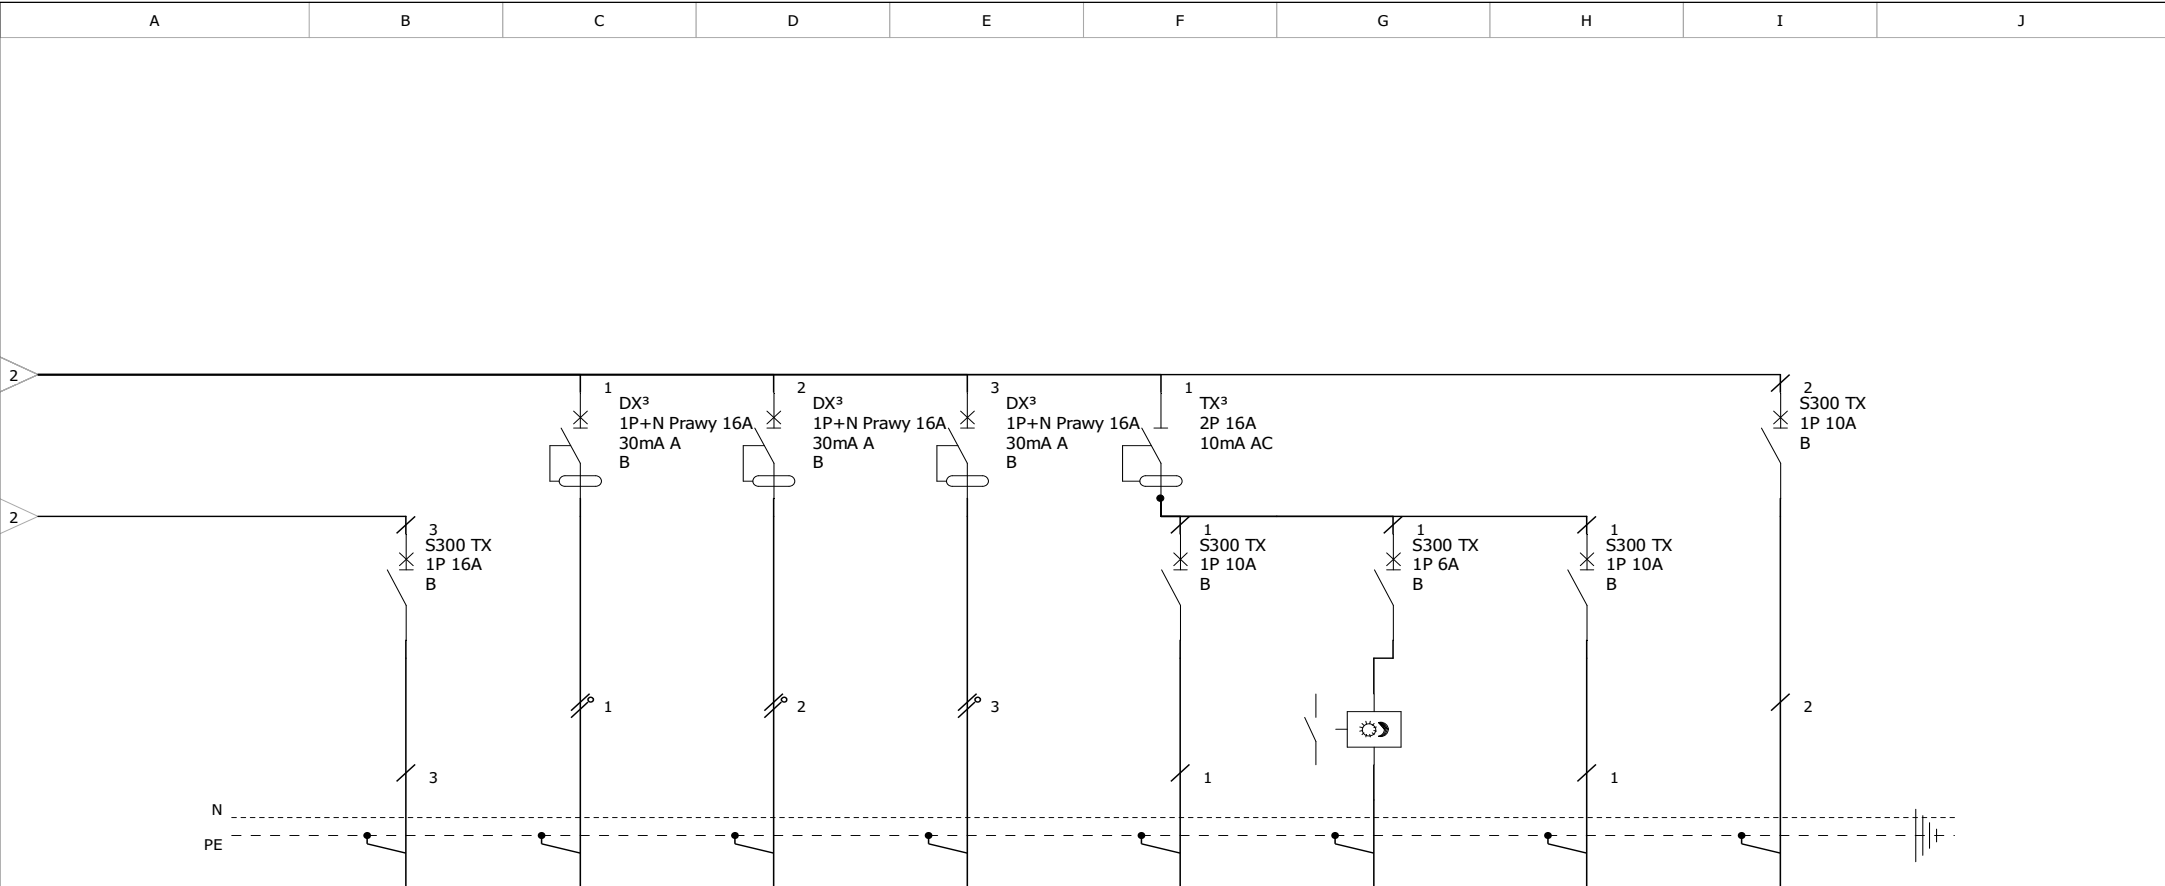 A B C D E F G H I J
2
1 2 3 1 2
DX³
1P+N Prawy 16A
30mA A
B
DX³
1P+N Prawy 16A
30mA A
B
DX³
1P+N Prawy 16A
30mA A
B
TX³
2P 16A
10mA AC
S300 TX
1P 10A
B
2
3
S300 TX
1P 16A
B
1
S300 TX
1P 10A
B
1
S300 TX
1P 6A
B
1
S300 TX
1P 10A
B
1 2 3 2
3 1 1
N
PE